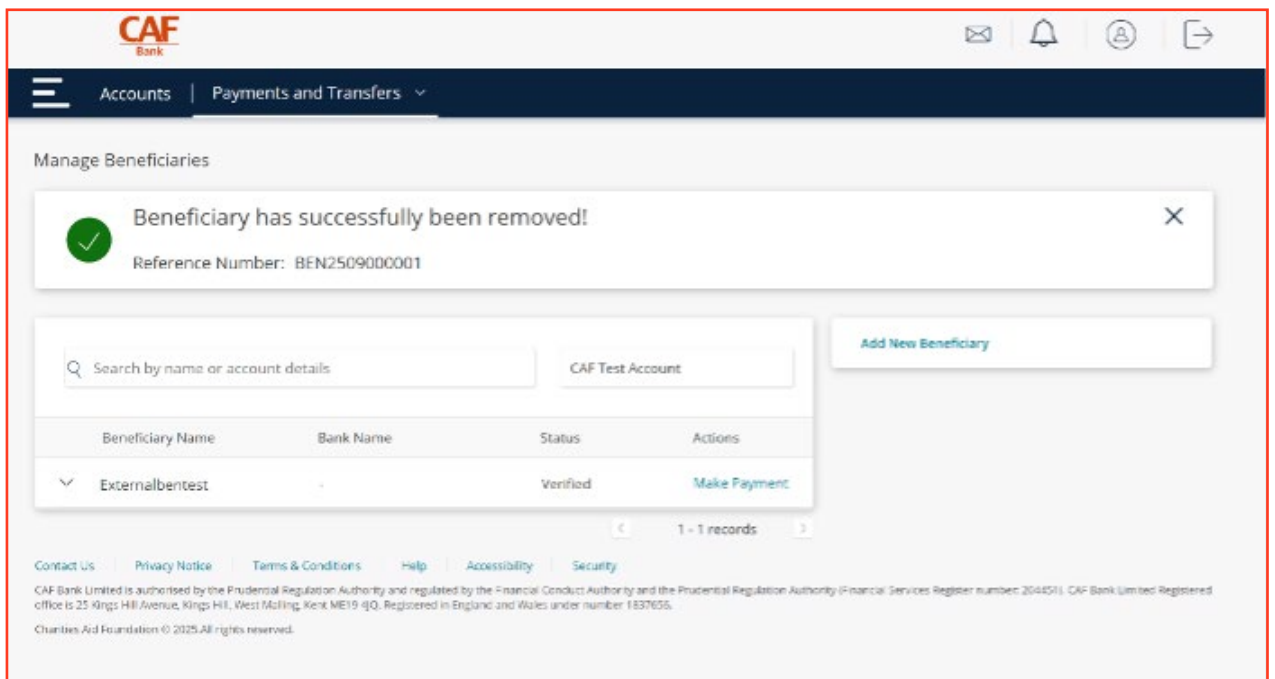 CAF
Bank
Accounts | Payments and Transfers
Manage Beneficiaries
Beneficiary has successfully been removed!
Reference Number: BEN2509000001
Add New Beneficiary
Search by name or account details
CAF Test Account
Beneficiary Name Bank Name Status Actions
Externalbentest - Verified Make Payment
1 - 1 records
Contact Us Privacy Notice Terms & Conditions Help Accessibility Security
CAF Bank Limited is authorised by the Prudential Regulation Authority and regulated by the Financial Conduct Authority and the Prudential Regulation Authority (Financial Services Register number: 204451). CAF Bank Limited Registered
office is 25 Kings Hill Avenue, Kings Hill, West Malling, Kent ME19 4JQ. Registered in England and Wales under number 1837656.
Charities Aid Foundation © 2025.All rights reserved.